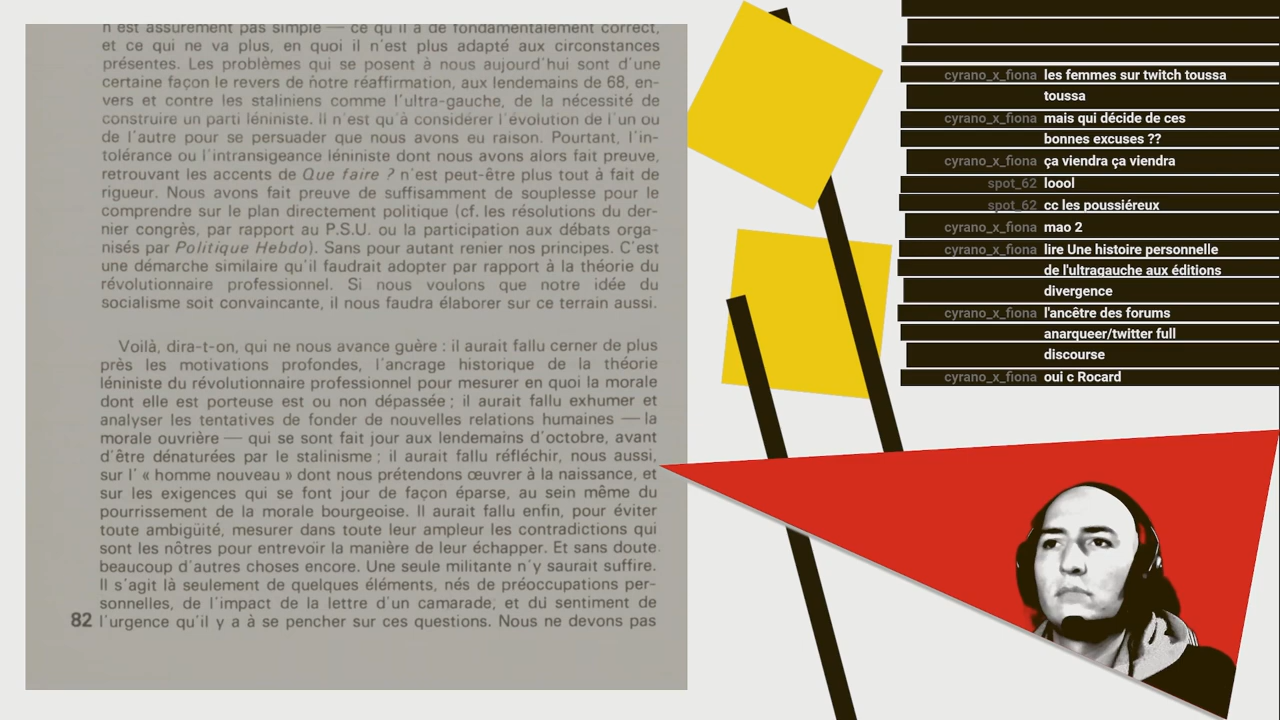 n'est assurément pas simple — ce qu'il a de fondamentalement correct,
et ce qui ne va plus, en quoi il n'est plus adapté aux circonstances
présentes. Les problèmes qui se posent à nous aujourd'hui sont d'une
certaine façon le revers de notre réaffirmation, aux lendemains de 68, en-
vers et contre les staliniens comme l'ultra-gauche, de la nécessité de
construire un parti léniniste. Il n'est qu'à considérer l'évolution de l'un ou
de l'autre pour se persuader que nous avons eu raison. Pourtant, l'in-
tolérance ou l'intransigeance léniniste dont nous avons alors fait preuve,
retrouvant les accents de Que faire ? n'est peut-être plus tout à fait de
rigueur. Nous avons fait preuve de suffisamment de souplesse pour le
comprendre sur le plan directement politique (cf. les résolutions du der-
nier congrès, par rapport au P.S.U. ou la participation aux débats orga-
nisés par Politique Hebdo). Sans pour autant renier nos principes. C'est
une démarche similaire qu'il faudrait adopter par rapport à la théorie du
révolutionnaire professionnel. Si nous voulons que notre idée du
socialisme soit convaincante, il nous faudra élaborer sur ce terrain aussi.
Voilà, dira-t-on, qui ne nous avance guère : il aurait fallu cerner de plus
près les motivations profondes, l'ancrage historique de la théorie
léniniste du révolutionnaire professionnel pour mesurer en quoi la morale
dont elle est porteuse est ou non dépassée ; il aurait fallu exhumer et
analyser les tentatives de fonder de nouvelles relations humaines — la
morale ouvrière — qui se sont fait jour aux lendemains d'octobre, avant
d'être dénaturées par le stalinisme ; il aurait fallu réfléchir, nous aussi,
sur l' « homme nouveau » dont nous prétendons œuvrer à la naissance, et
sur les exigences qui se font jour de façon éparse, au sein même du
pourrissement de la morale bourgeoise. Il aurait fallu enfin, pour éviter
toute ambigüité, mesurer dans toute leur ampleur les contradictions qui
sont les nôtres pour entrevoir la manière de leur échapper. Et sans doute
beaucoup d'autres choses encore. Une seule militante n'y saurait suffire.
Il s'agit là seulement de quelques éléments, nés de préoccupations per-
sonnelles, de l'impact de la lettre d'un camarade, et du sentiment de
82 l'urgence qu'il y a à se pencher sur ces questions. Nous ne devons pas
cyrano_x_fiona les femmes sur twitch toussa
toussa
cyrano_x_fiona mais qui décide de ces
bonnes excuses ??
cyrano_x_fiona ça viendra ça viendra
spot_62 loool
spot_62 cc les poussiéreux
cyrano_x_fiona mao 2
cyrano_x_fiona lire Une histoire personnelle
de l'ultragauche aux éditions
divergence
cyrano_x_fiona l'ancêtre des forums
anarqueer/twitter full
discourse
cyrano_x_fiona oui c Rocard